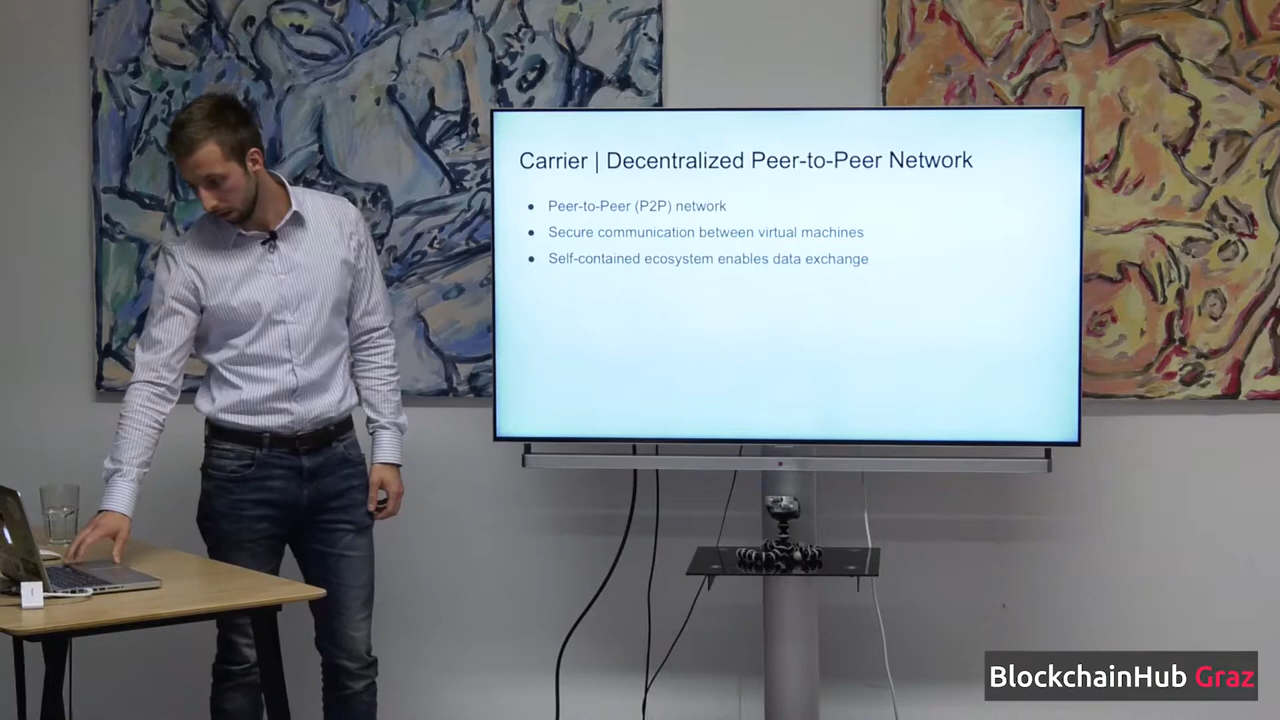 Carrier | Decentralized Peer-to-Peer Network
Peer-to-Peer (P2P) network
Secure communication between virtual machines
Self-contained ecosystem enables data exchange
BlockchainHub Graz